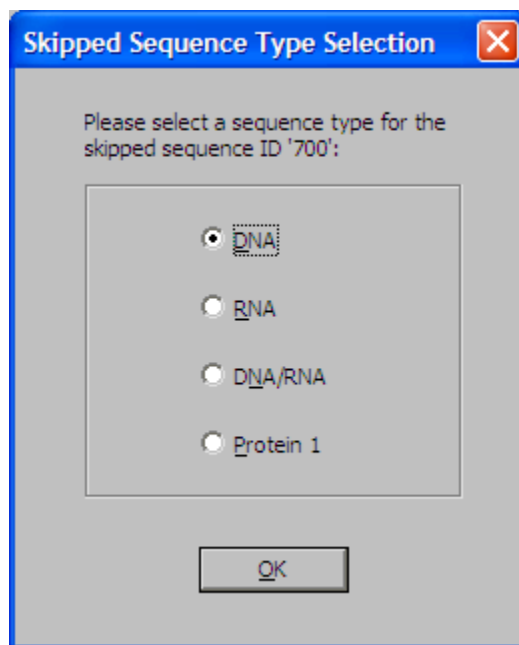 Skipped Sequence Type Selection
Please select a sequence type for the
skipped sequence ID '700':
DNA
RNA
DNA/RNA
Protein 1
OK